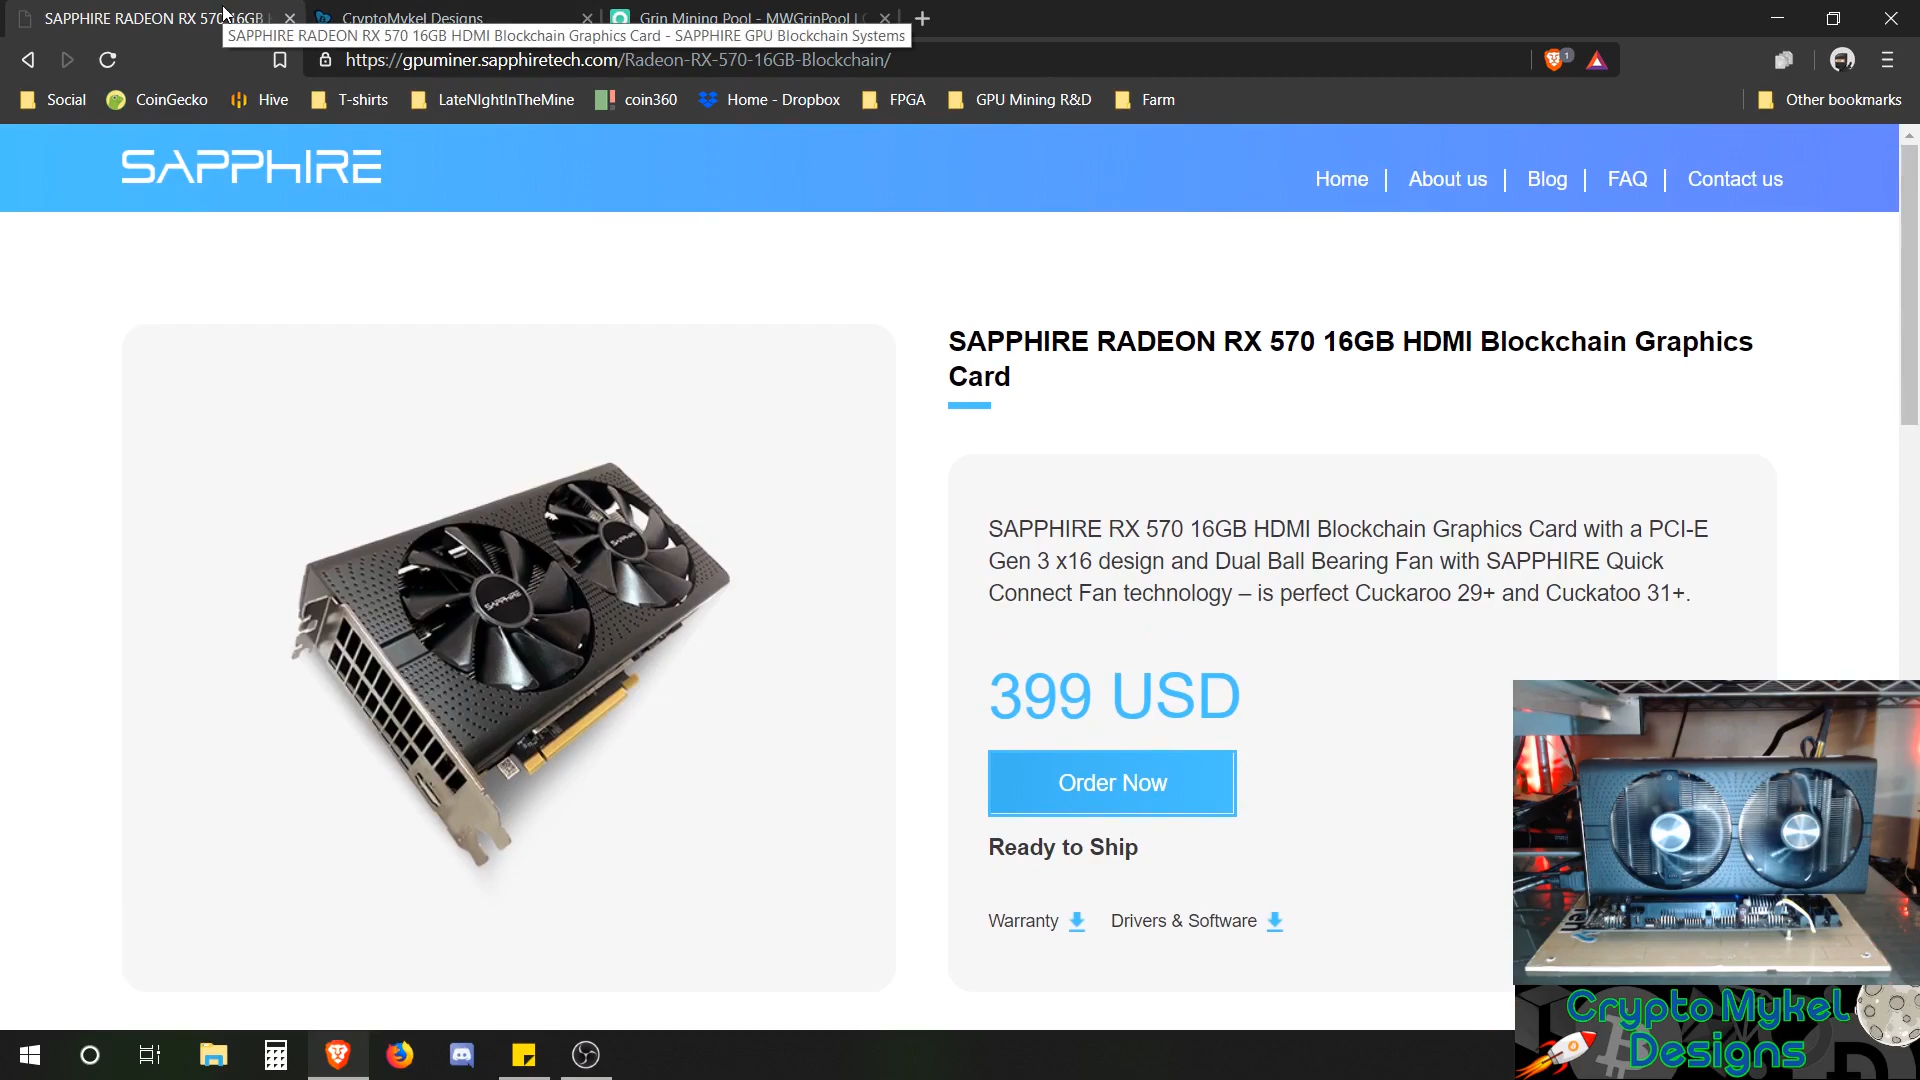 SAPPHIRE RADEON RX 570 16GB
CryptoMykel Designs
Grin Mining Pool - MWGrinPool |
SAPPHIRE RADEON RX 570 16GB HDMI Blockchain Graphics Card - SAPPHIRE GPU Blockchain Systems
https://gpuminer.sapphiretech.com/Radeon-RX-570-16GB-Blockchain/
1
Social
CoinGecko
Hive
T-shirts
LateNIghtInTheMine
coin360
Home - Dropbox
FPGA
GPU Mining R&D
Farm
Other bookmarks
SAPPHIRE
Home
About us
Blog
FAQ
Contact us
SAPPHIRE RADEON RX 570 16GB HDMI Blockchain Graphics
Card
SAPPHIRE RX 570 16GB HDMI Blockchain Graphics Card with a PCI-E
Gen 3 x16 design and Dual Ball Bearing Fan with SAPPHIRE Quick
Connect Fan technology – is perfect Cuckaroo 29+ and Cuckatoo 31+.
399 USD
Order Now
Ready to Ship
Warranty
Drivers & Software
SAPPHIRE
SAPPHIRE
Crypto Mykel
Designs